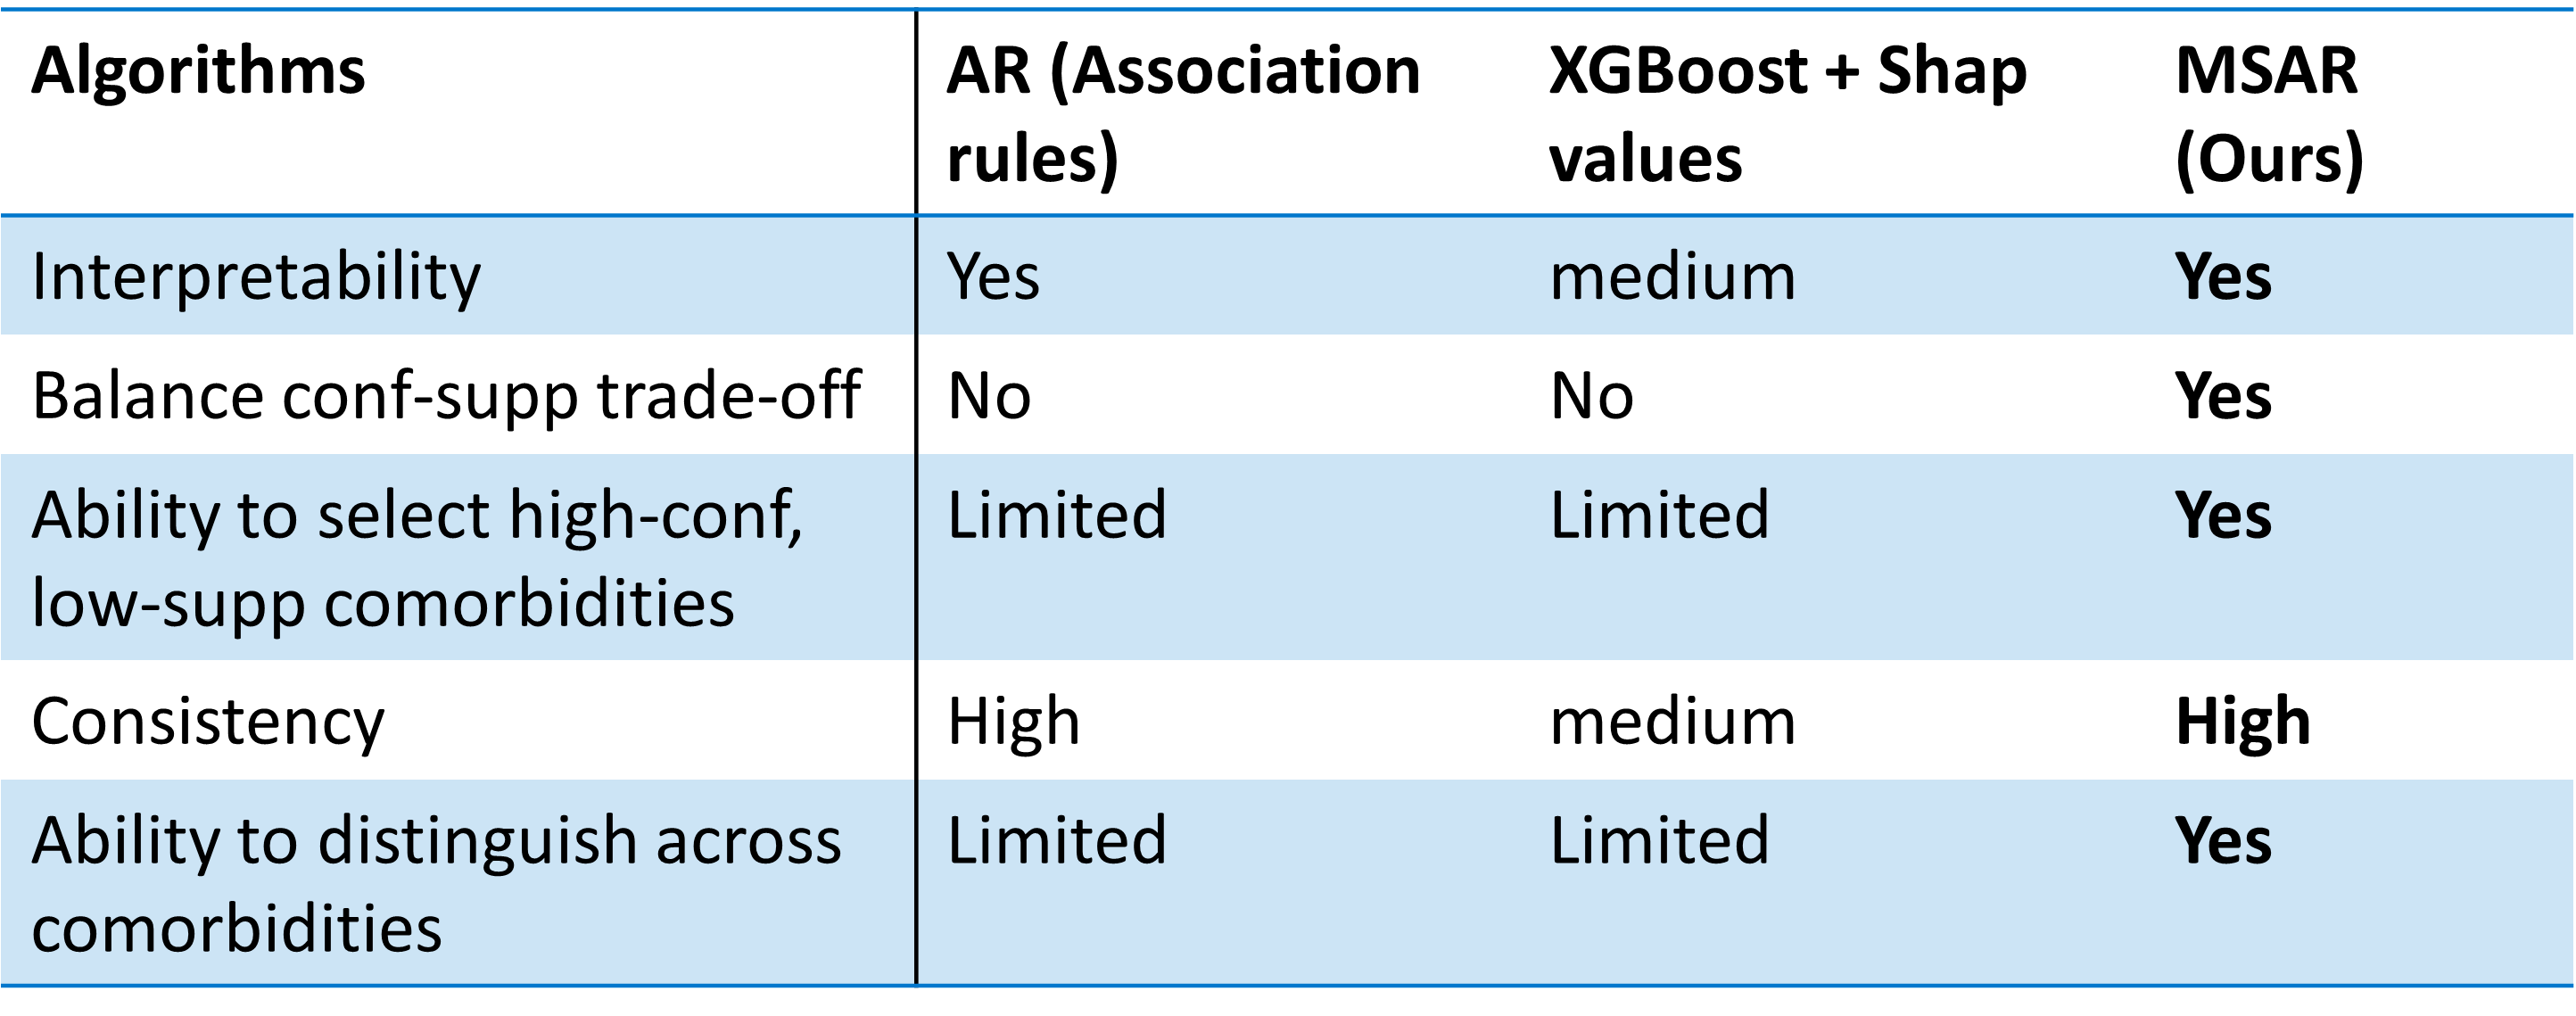 Algorithms AR (Association rules) XGBoost + Shap values MSAR (Ours)
Interpretability Yes medium Yes
Balance conf-supp trade-off No No Yes
Ability to select high-conf, low-supp comorbidities Limited Limited Yes
Consistency High medium High
Ability to distinguish across comorbidities Limited Limited Yes